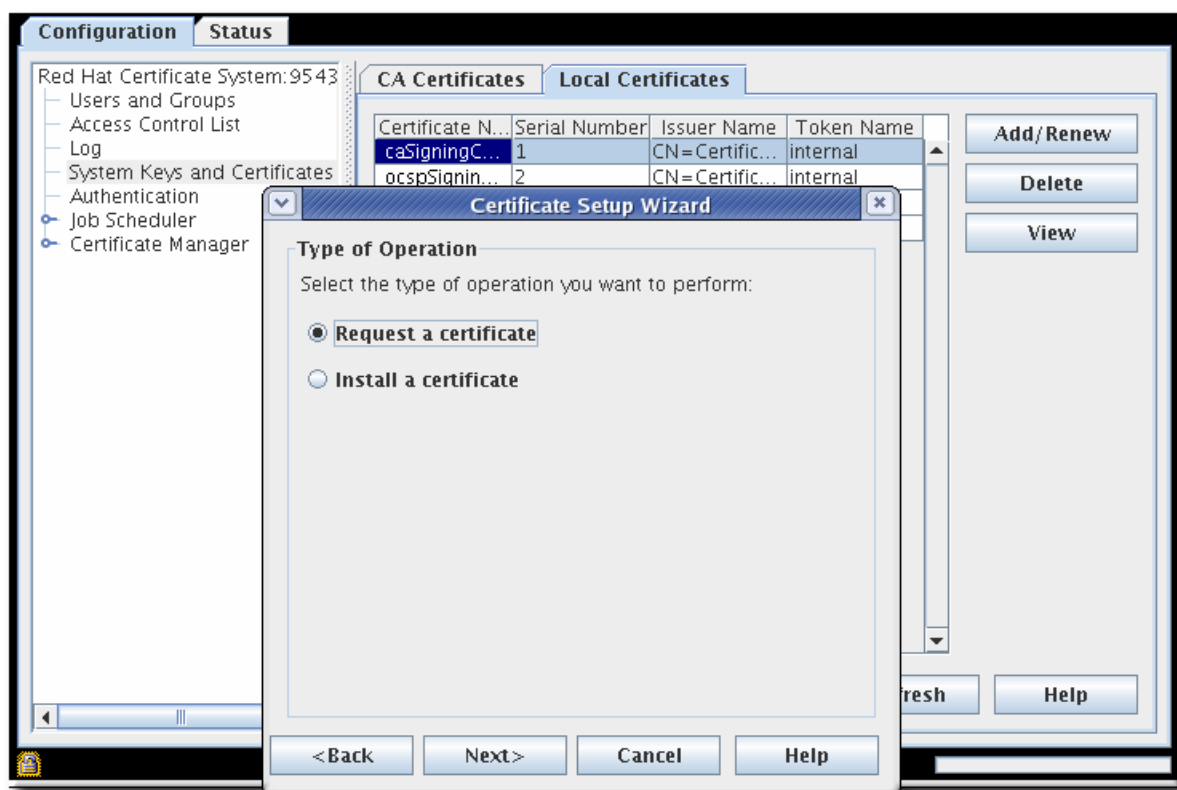 Configuration Status
Red Hat Certificate System:9543
Users and Groups
Access Control List
Log
System Keys and Certificates
Authentication
Job Scheduler
Certificate Manager
CA Certificates Local Certificates
Certificate N... Serial Number Issuer Name Token Name
caSigningC... 1 CN=Certific... internal
ocspSignin... 2 CN=Certific... internal
Add/Renew
Delete
View
Certificate Setup Wizard
Type of Operation
Select the type of operation you want to perform:
Request a certificate
Install a certificate
<Back Next> Cancel Help
fresh Help